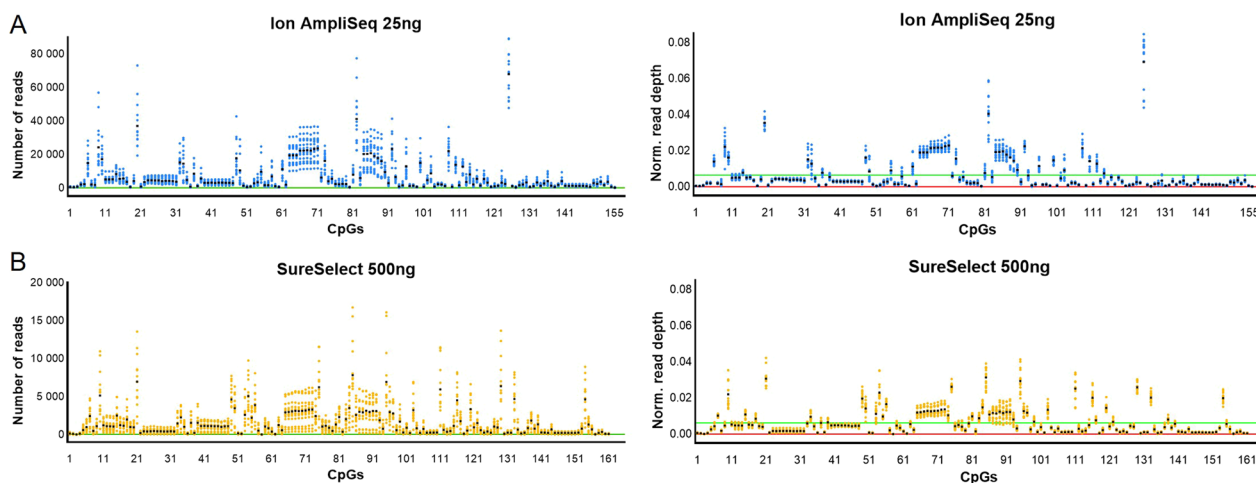 A
Ion AmpliSeq 25ng
Number of reads
80 000
60 000
40 000
20 000
0
1 11 21 31 41 51 61 71 81 91 101 111 121 131 141 155
CpGs
Ion AmpliSeq 25ng
Norm. read depth
0.08
0.06
0.04
0.02
0.00
1 11 21 31 41 51 61 71 81 91 101 111 121 131 141 155
CpGs
B
SureSelect 500ng
Number of reads
20 000
15 000
10 000
5 000
0
1 11 21 31 41 51 61 71 81 91 101 111 121 131 141 151 161
CpGs
SureSelect 500ng
Norm. read depth
0.08
0.06
0.04
0.02
0.00
1 11 21 31 41 51 61 71 81 91 101 111 121 131 141 151 161
CpGs